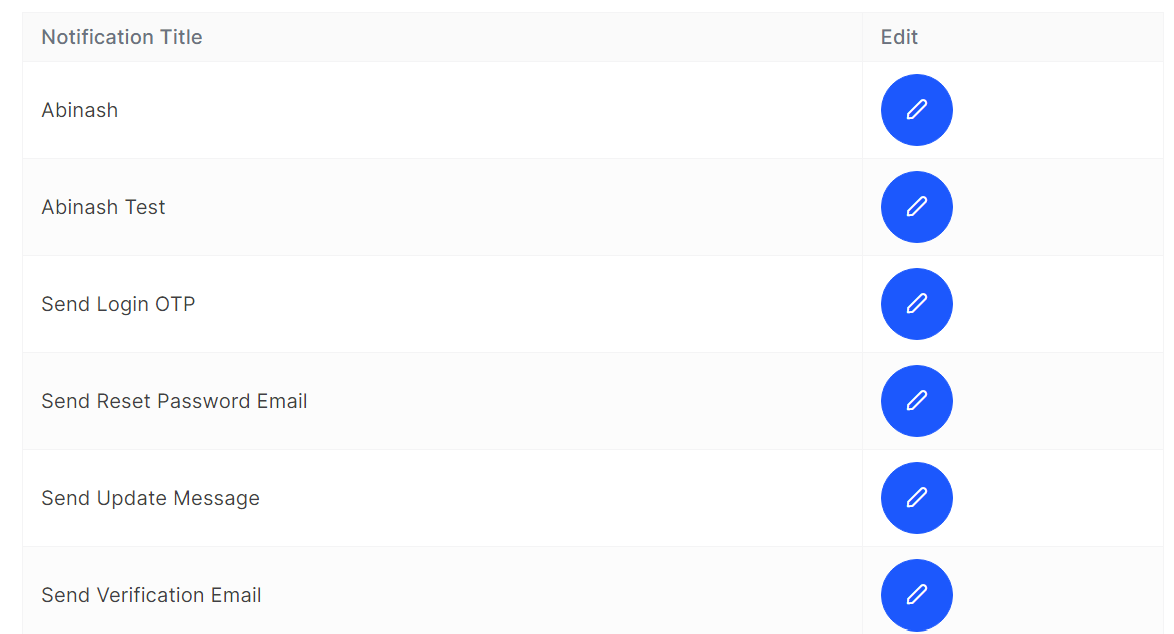 Notification Title Edit
Abinash
Abinash Test
Send Login OTP
Send Reset Password Email
Send Update Message
Send Verification Email